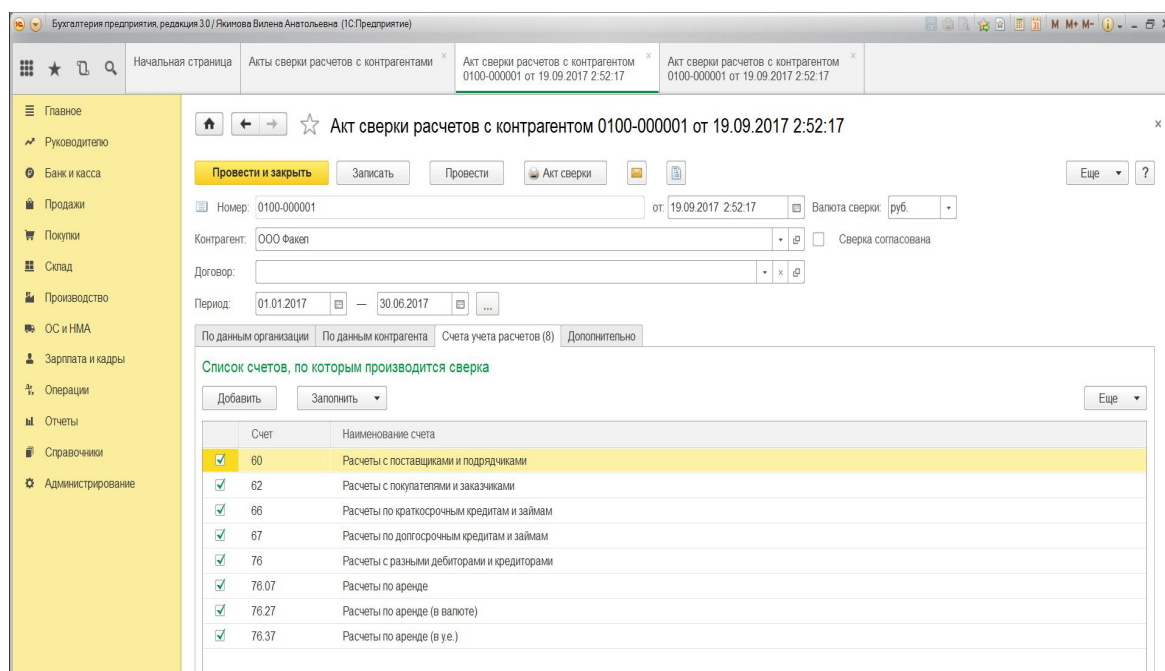 Бухгалтерия предприятия, редакция 3.0 / Якимова Вилена Анатольевна (1С:Предприятие)
M M+ M-
Начальная страница
Акты сверки расчетов с контрагентами
Акт сверки расчетов с контрагентом
0100-000001 от 19.09.2017 2:52:17
Акт сверки расчетов с контрагентом
0100-000001 от 19.09.2017 2:52:17
Главное
Руководителю
Банк и касса
Продажи
Покупки
Склад
Производство
ОС и НМА
Зарплата и кадры
Операции
Отчеты
Справочники
Администрирование
Акт сверки расчетов с контрагентом 0100-000001 от 19.09.2017 2:52:17
Провести и закрыть Записать Провести Акт сверки Еще ?
Номер: 0100-000001 от: 19.09.2017 2:52:17 Валюта сверки: руб.
Контрагент: ООО Факел Сверка согласована
Договор:
Период: 01.01.2017 — 30.06.2017 ...
По данным организации По данным контрагента Счета учета расчетов (8) Дополнительно
Список счетов, по которым производится сверка
Добавить Заполнить Еще
Счет Наименование счета
60 Расчеты с поставщиками и подрядчиками
62 Расчеты с покупателями и заказчиками
66 Расчеты по краткосрочным кредитам и займам
67 Расчеты по долгосрочным кредитам и займам
76 Расчеты с разными дебиторами и кредиторами
76.07 Расчеты по аренде
76.27 Расчеты по аренде (в валюте)
76.37 Расчеты по аренде (в у.е.)